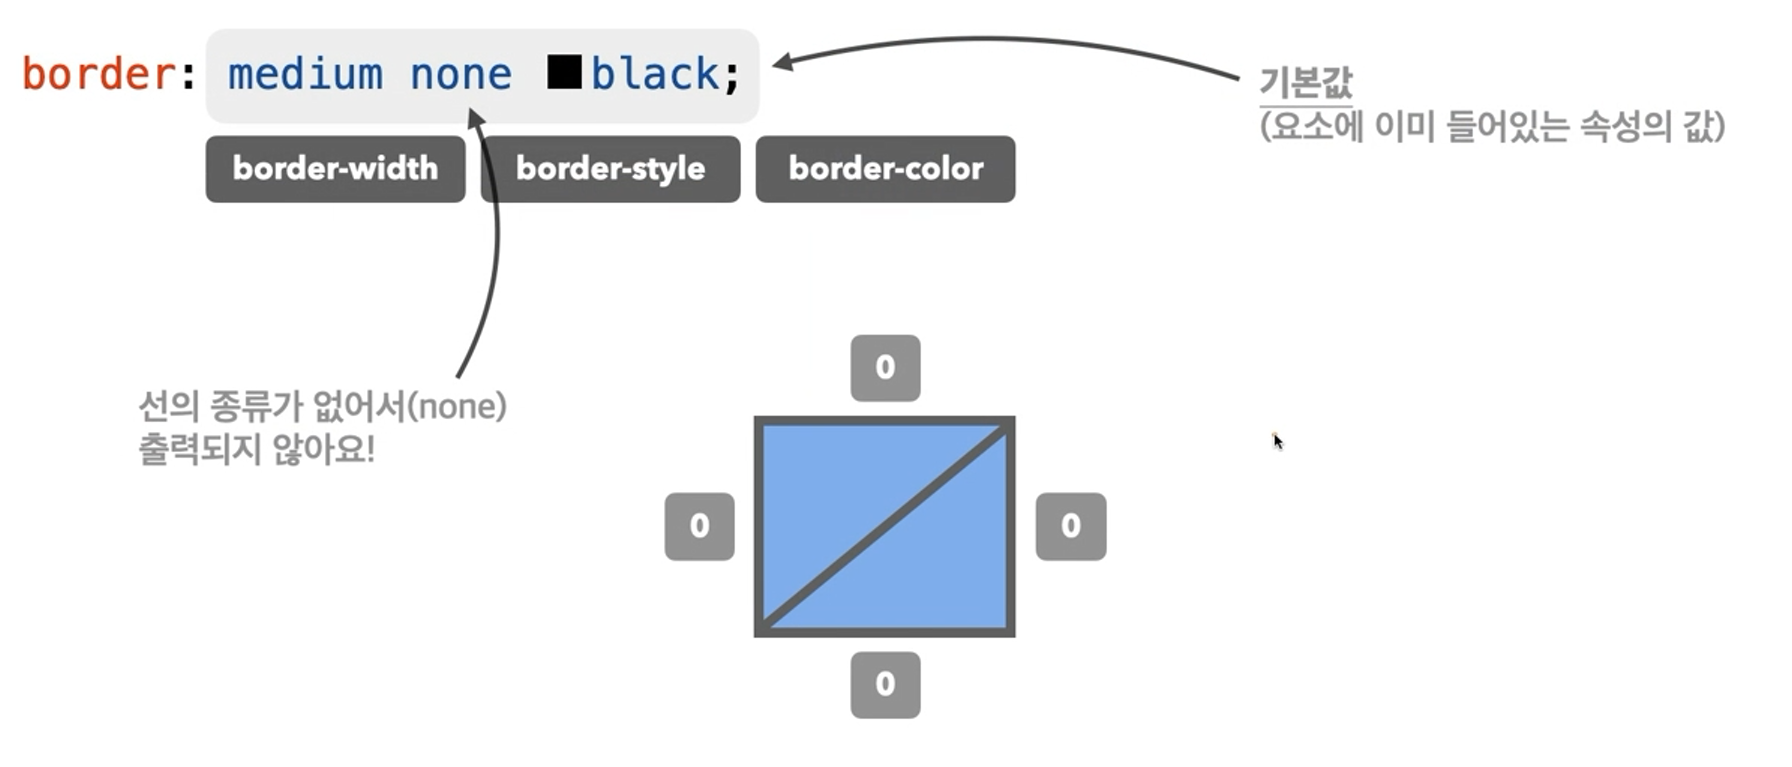 border: medium none black;
기본값
(요소에 이미 들어있는 속성의 값)
border-width border-style border-color
선의 종류가 없어서(none)
출력되지 않아요!
0
0 0
0